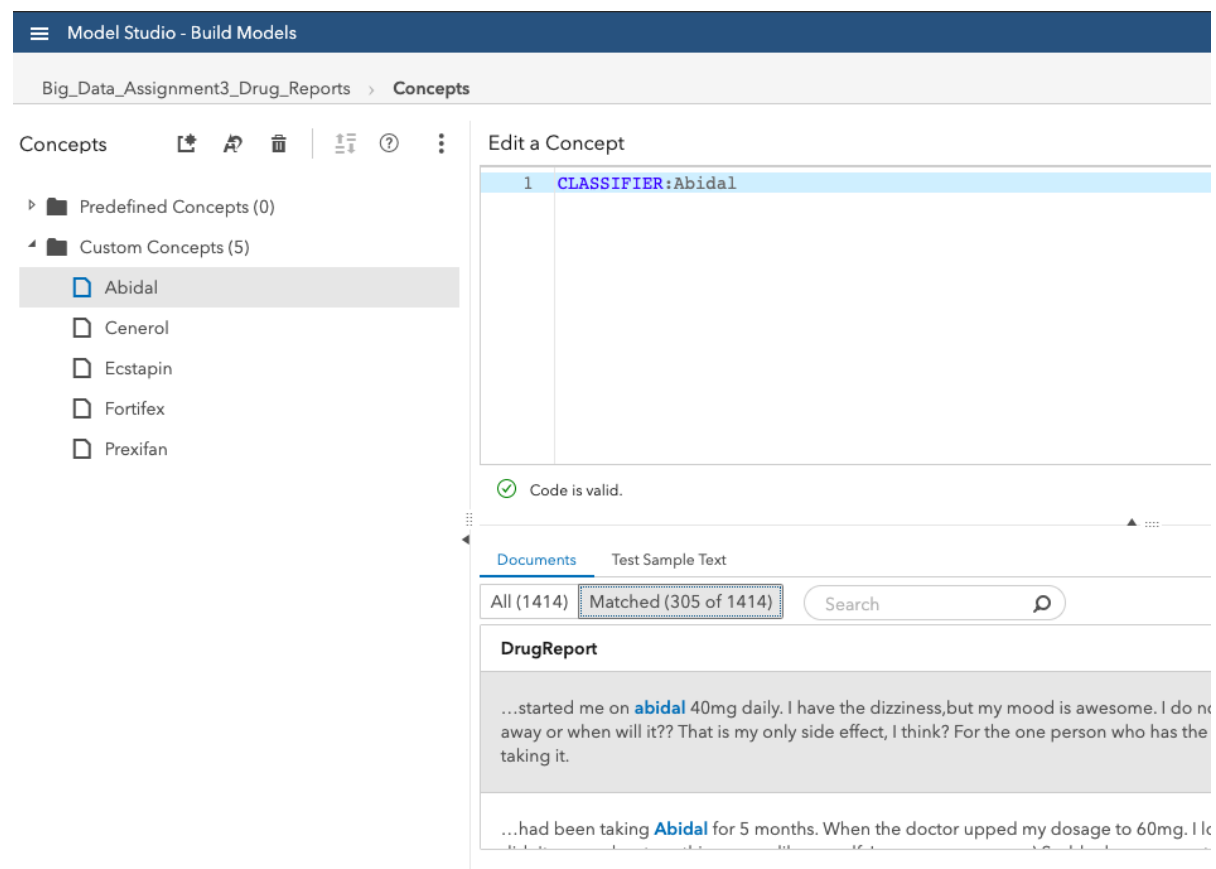 Model Studio - Build Models
Big_Data_Assignment3_Drug_Reports > Concepts
Concepts
Predefined Concepts (0)
Custom Concepts (5)
Abidal
Cenerol
Ecstapin
Fortifex
Prexifan
Edit a Concept
1 CLASSIFIER:Abidal
Code is valid.
Documents Test Sample Text
All (1414) Matched (305 of 1414) Search
DrugReport
…started me on abidal 40mg daily. I have the dizziness,but my mood is awesome. I do
away or when will it?? That is my only side effect, I think? For the one person who has the
taking it.
…had been taking Abidal for 5 months. When the doctor upped my dosage to 60mg. I